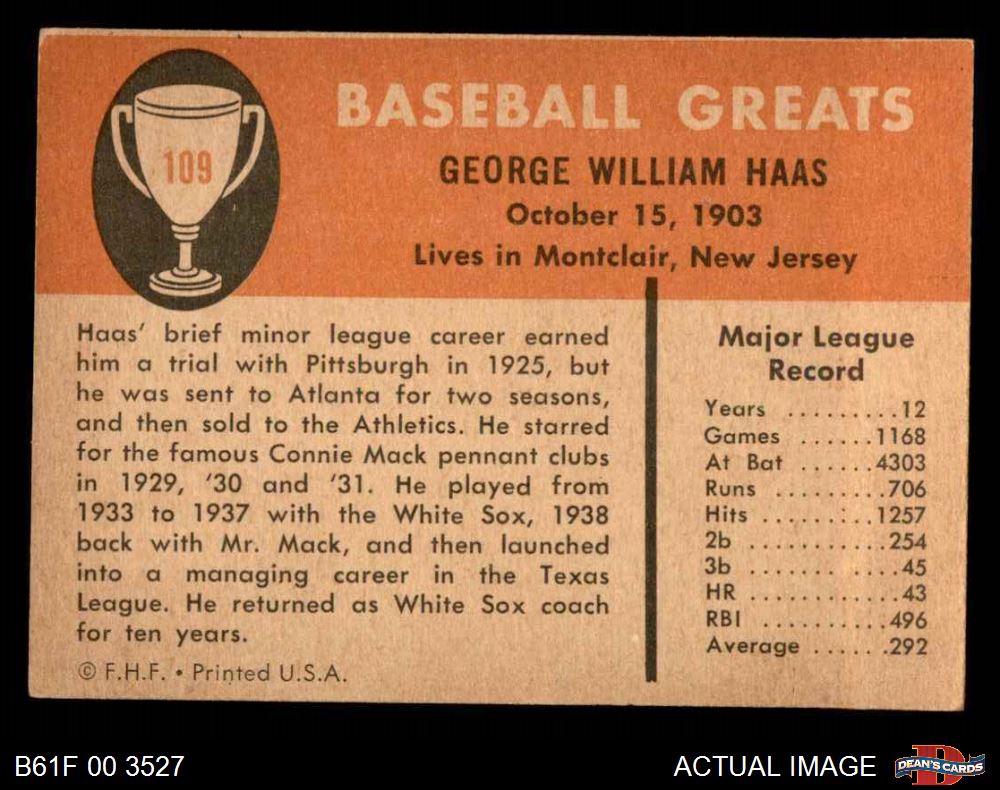 109
BASEBALL GREATS
GEORGE WILLIAM HAAS
October 15, 1903
Lives in Montclair, New Jersey
Haas' brief minor league career earned
him a trial with Pittsburgh in 1925, but
he was sent to Atlanta for two seasons,
and then sold to the Athletics. He starred
for the famous Connie Mack pennant clubs
in 1929, '30 and '31. He played from
1933 to 1937 with the White Sox, 1938
back with Mr. Mack, and then launched
into a managing career in the Texas
League. He returned as White Sox coach
for ten years.
© F.H.F. • Printed U.S.A.
Major League
Record
Years .........12
Games ......1168
At Bat ......4303
Runs .........706
Hits .........1257
2b ...........254
3b ............45
HR ............43
RBI ..........496
Average ......292
B61F 00 3527
ACTUAL IMAGE
D
DEAN'S CARDS